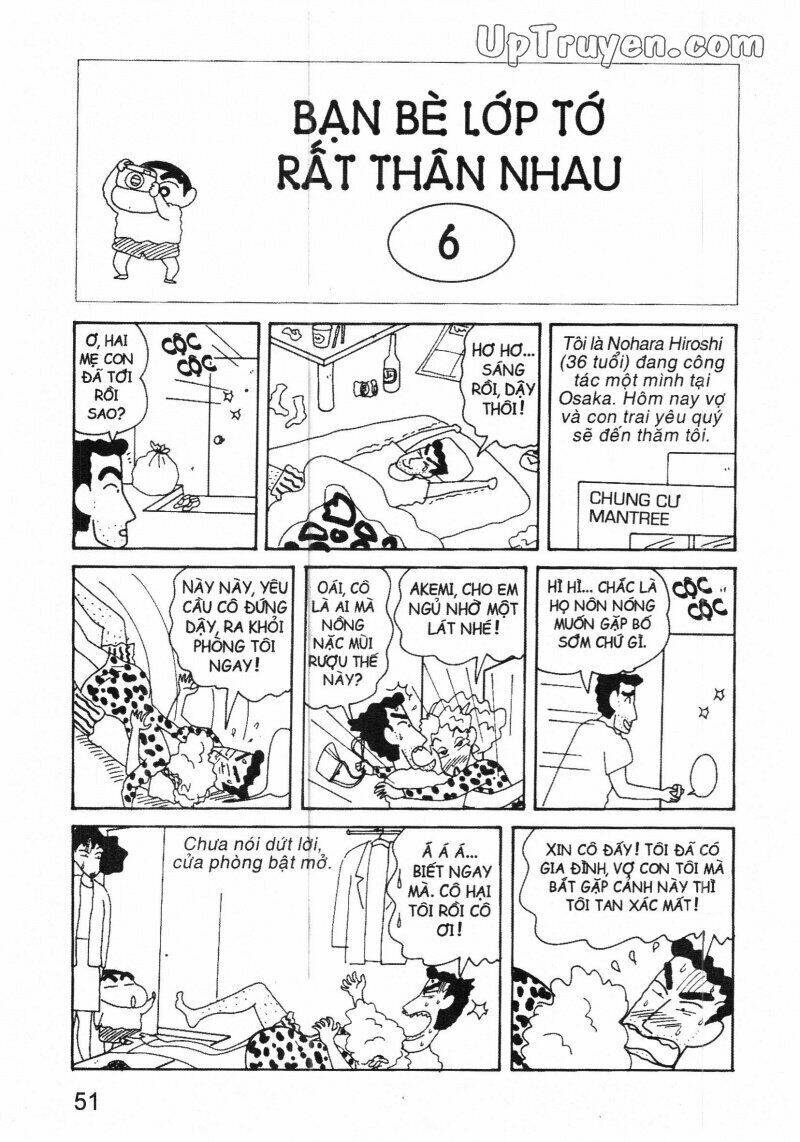 UpTruyen.com
BẠN BÈ LỚP TỚ
RẤT THÂN NHAU
6
Tôi là Nohara Hiroshi
(36 tuổi) đang công
tác một mình tại
Osaka. Hôm nay vợ
và con trai yêu quý
sẽ đến thăm tôi.
CHUNG CƯ
MANTREE
HƠ HƠ...
SÁNG
RỒI, DẬY
THÔI!
CỘC
CỘC
Ơ, HAI
MẸ CON
ĐÃ TỚI
RỒI
SAO?
CỘC
CỘC
HÌ HÌ... CHẮC LÀ
HỌ NÔN NÓNG
MUỐN GẶP BỐ
SỚM CHỨ GÌ.
AKEMI, CHO EM
NGỦ NHỜ MỘT
LÁT NHÉ!
OÁI, CÔ
LÀ AI MÀ
NỒNG
NẶC MÙI
RƯỢU THẾ
NÀY?
NÀY NÀY, YÊU
CẦU CÔ ĐỨNG
DẬY, RA KHỎI
PHÒNG TÔI
NGAY!
XIN CÔ ĐẤY! TÔI ĐÃ CÓ
GIA ĐÌNH, VỢ CON TÔI MÀ
BẮT GẶP CẢNH NÀY THÌ
TÔI TAN XÁC MẤT!
Chưa nói dứt lời,
cửa phòng bật mở.
Á Á Á...
BIẾT NGAY
MÀ. CÔ HẠI
TÔI RỒI CÔ
ƠI!
51